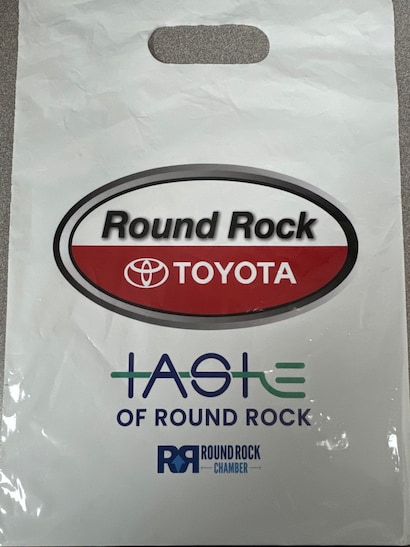 Round Rock
TOYOTA
TASTE
OF ROUND ROCK
RR ROUND ROCK
CHAMBER